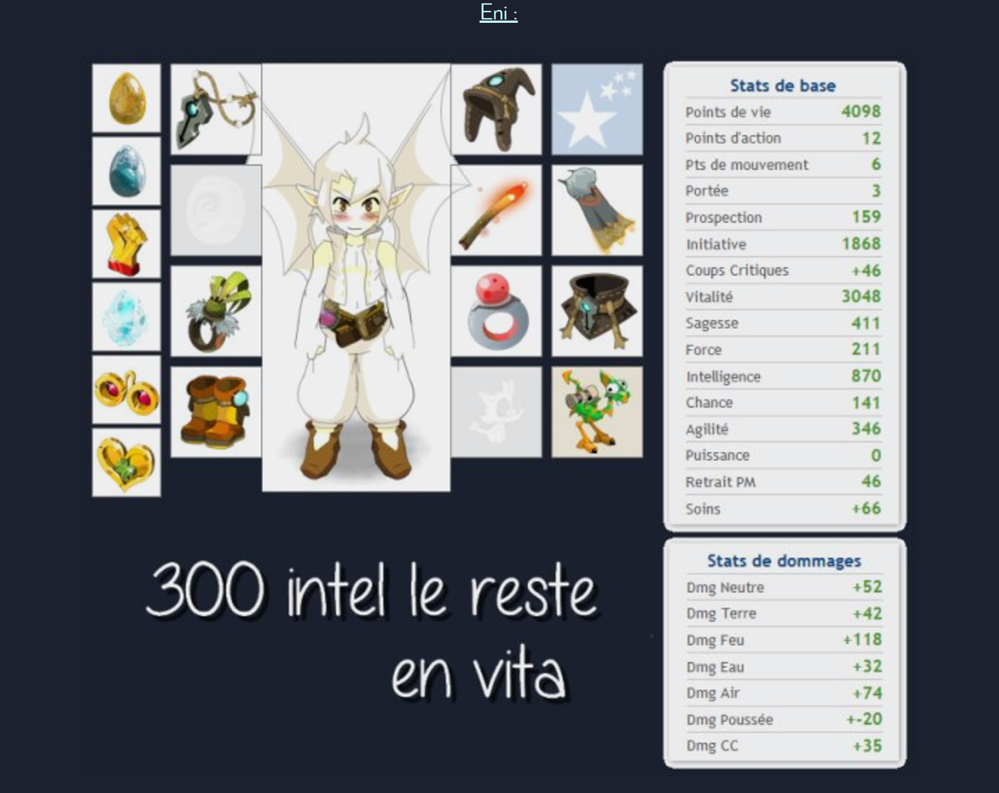 Eni :
Stats de base
Points de vie 4098
Points d'action 12
Pts de mouvement 6
Portée 3
Prospection 159
Initiative 1868
Coups Critiques +46
Vitalité 3048
Sagesse 411
Force 211
Intelligence 870
Chance 141
Agilité 346
Puissance 0
Retrait PM 46
Soins +66
300 intel le reste
en vita
Stats de dommages
Dmg Neutre +52
Dmg Terre +42
Dmg Feu +118
Dmg Eau +32
Dmg Air +74
Dmg Poussée +-20
Dmg CC +35